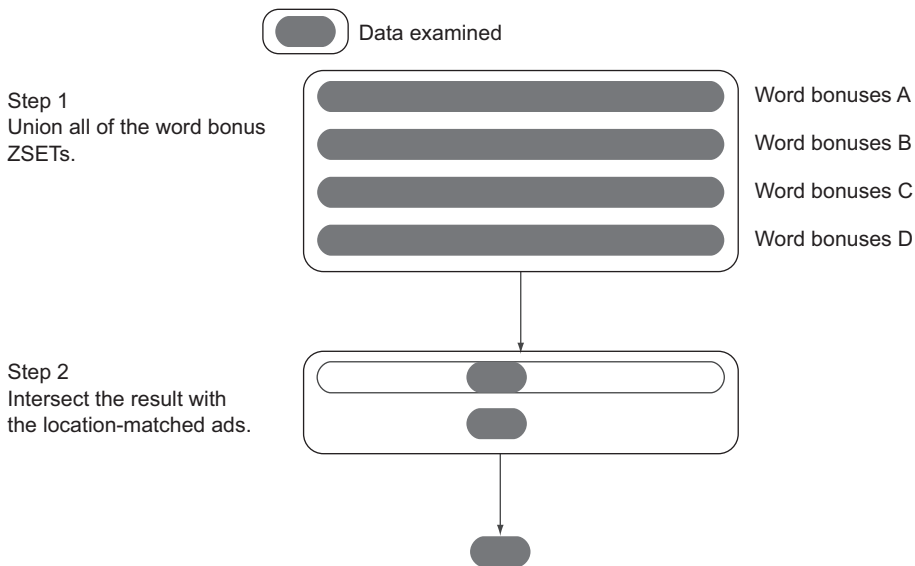 Data examined
Step 1
Union all of the word bonus
ZSETs.
Word bonuses A
Word bonuses B
Word bonuses C
Word bonuses D
Step 2
Intersect the result with
the location-matched ads.